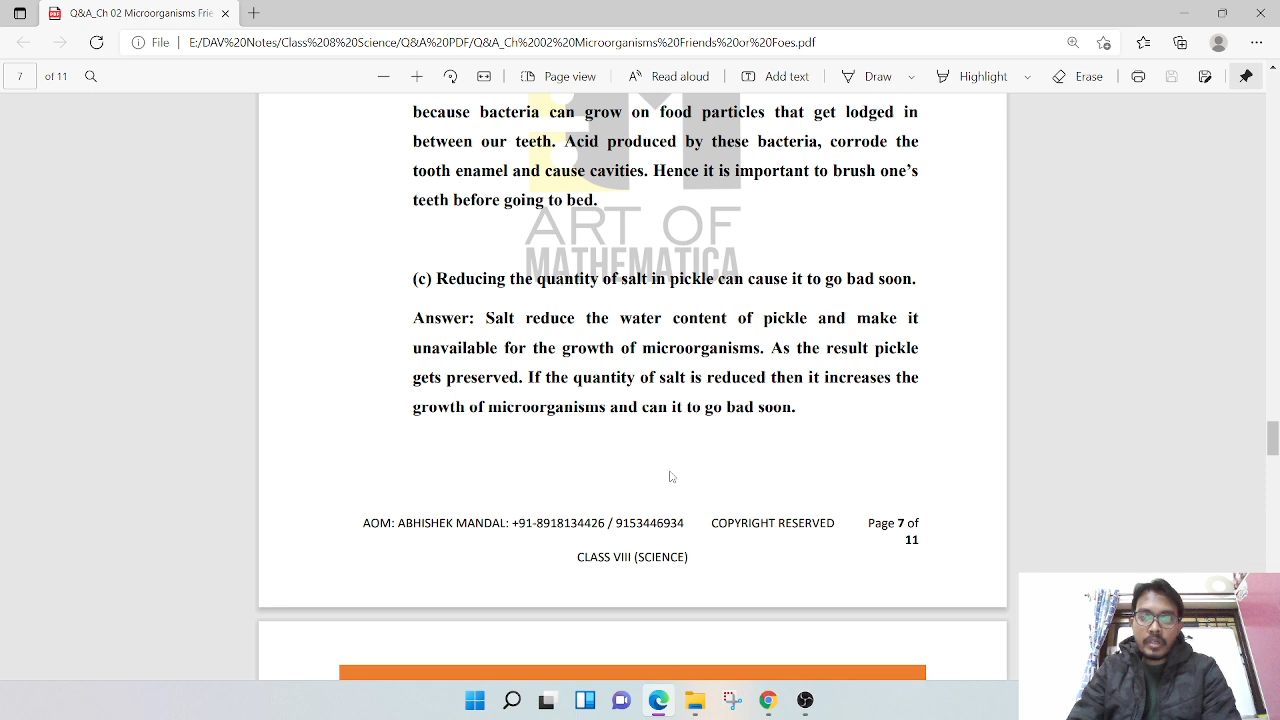 Q&A_Ch 02 Microorganisms Frie
File
E:/DAV%20Notes/Class%208%20Science/Q&A%20PDF/Q&A_Ch%2002%20Microorganisms%20Friends%20or%20Foes.pdf
7 of 11
Page view
Read aloud
Add text
Draw
Highlight
Erase
because bacteria can grow on food particles that get lodged in
between our teeth. Acid produced by these bacteria, corrode the
tooth enamel and cause cavities. Hence it is important to brush one’s
teeth before going to bed.
ART OF
MATHEMATICA
(c) Reducing the quantity of salt in pickle can cause it to go bad soon.
Answer: Salt reduce the water content of pickle and make it
unavailable for the growth of microorganisms. As the result pickle
gets preserved. If the quantity of salt is reduced then it increases the
growth of microorganisms and can it to go bad soon.
AOM: ABHISHEK MANDAL: +91-8918134426 / 9153446934 COPYRIGHT RESERVED Page 7 of
11
CLASS VIII (SCIENCE)